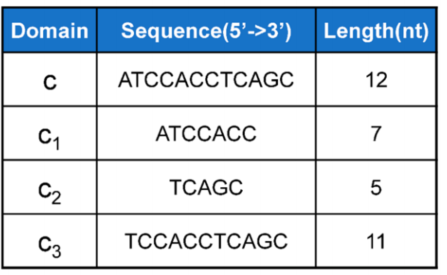 Domain Sequence(5’->3’) Length(nt)
c ATCCACCTCAGC 12
c₁ ATCCACC 7
c₂ TCAGC 5
c₃ TCCACCTCAGC 11